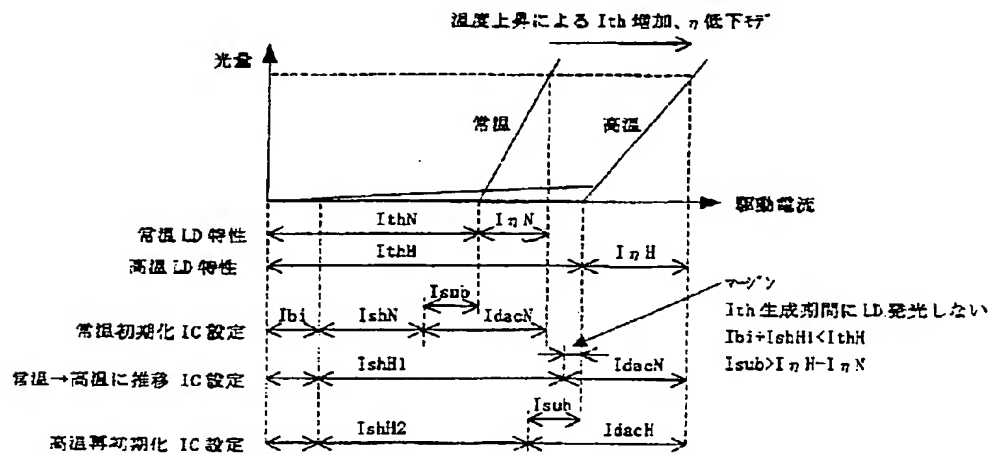 温度上昇による Ith 増加、η 低下モデ
光量
常温
高温
駆動電流
常温 LD 特性
IthN
IηN
高温 LD 特性
IthH
IηH
マージン
Ith 生成期間に LD 発光しない
Ibi+IshH1<IthH
Isub>IηH-IηN
Isub
常温初期化 IC 設定
Ibi
IshN
IdacN
常温→高温に推移 IC 設定
IshH1
IdacN
Isub
高温再初期化 IC 設定
IshH2
IdacH